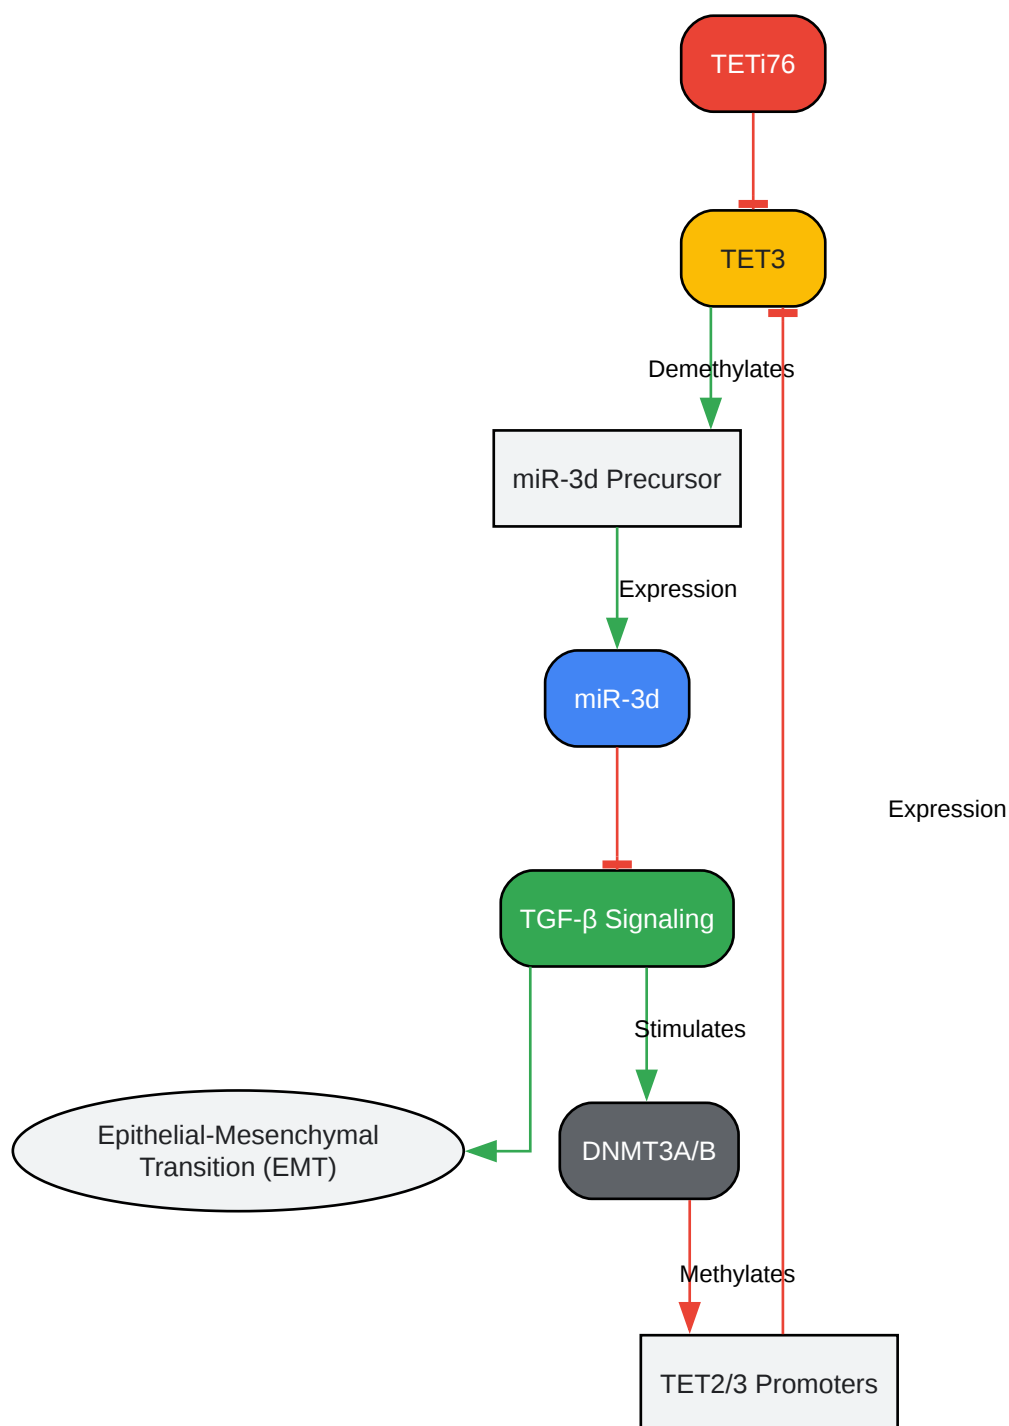 TETi76
TET3
Demethylates
miR-3d Precursor
Expression
miR-3d
Expression
TGF-β Signaling
Stimulates
Epithelial-Mesenchymal
Transition (EMT)
DNMT3A/B
Methylates
TET2/3 Promoters